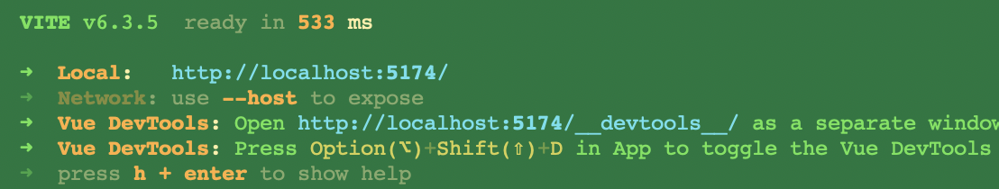 VITE v6.3.5  ready in 533 ms
➜  Local:   http://localhost:5174/
➜  Network: use --host to expose
➜  Vue DevTools: Open http://localhost:5174/__devtools__/ as a separate window
➜  Vue DevTools: Press Option(⌥)+Shift(⇧)+D in App to toggle the Vue DevTools
➜  press h + enter to show help